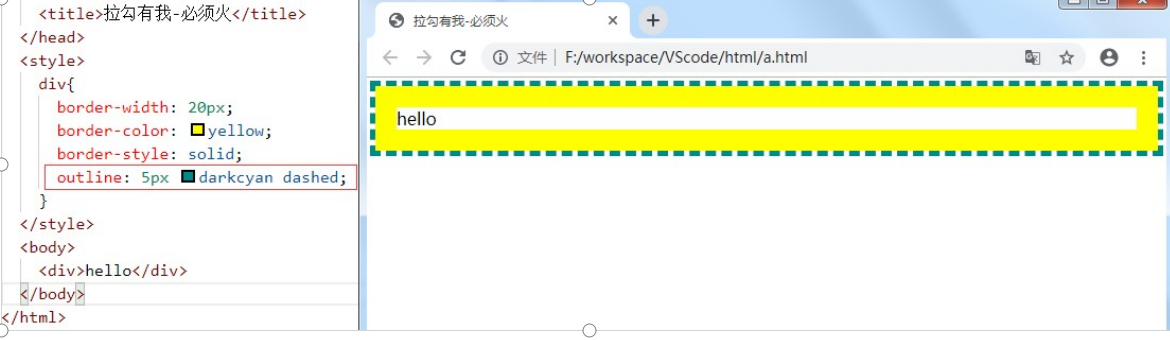 <title>拉勾有我-必须火</title>
</head>
<style>
div{
border-width: 20px;
border-color: yellow;
border-style: solid;
outline: 5px darkcyan dashed;
}
</style>
<body>
<div>hello</div>
</body>
</html>
拉勾有我-必须火
文件 F:/workspace/VScode/html/a.html
hello